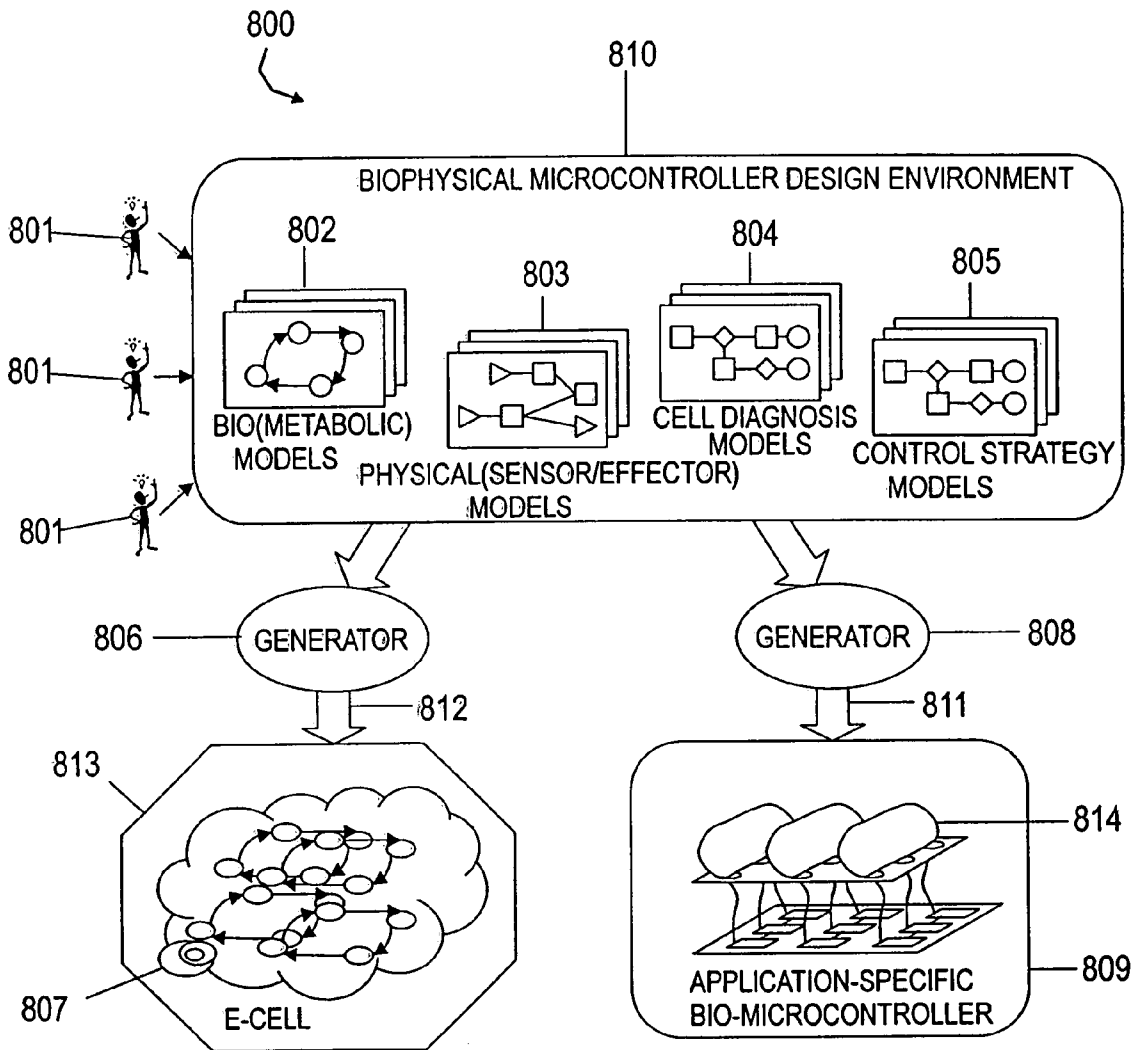 800
810
BIOPHYSICAL MICROCONTROLLER DESIGN ENVIRONMENT
801
802
803
804
805
801
BIO(METABOLIC)
MODELS
PHYSICAL(SENSOR/EFFECTOR)
MODELS
CELL DIAGNOSIS
MODELS
CONTROL STRATEGY
MODELS
801
806
GENERATOR
GENERATOR
808
812
811
813
814
807
E-CELL
APPLICATION-SPECIFIC
BIO-MICROCONTROLLER
809